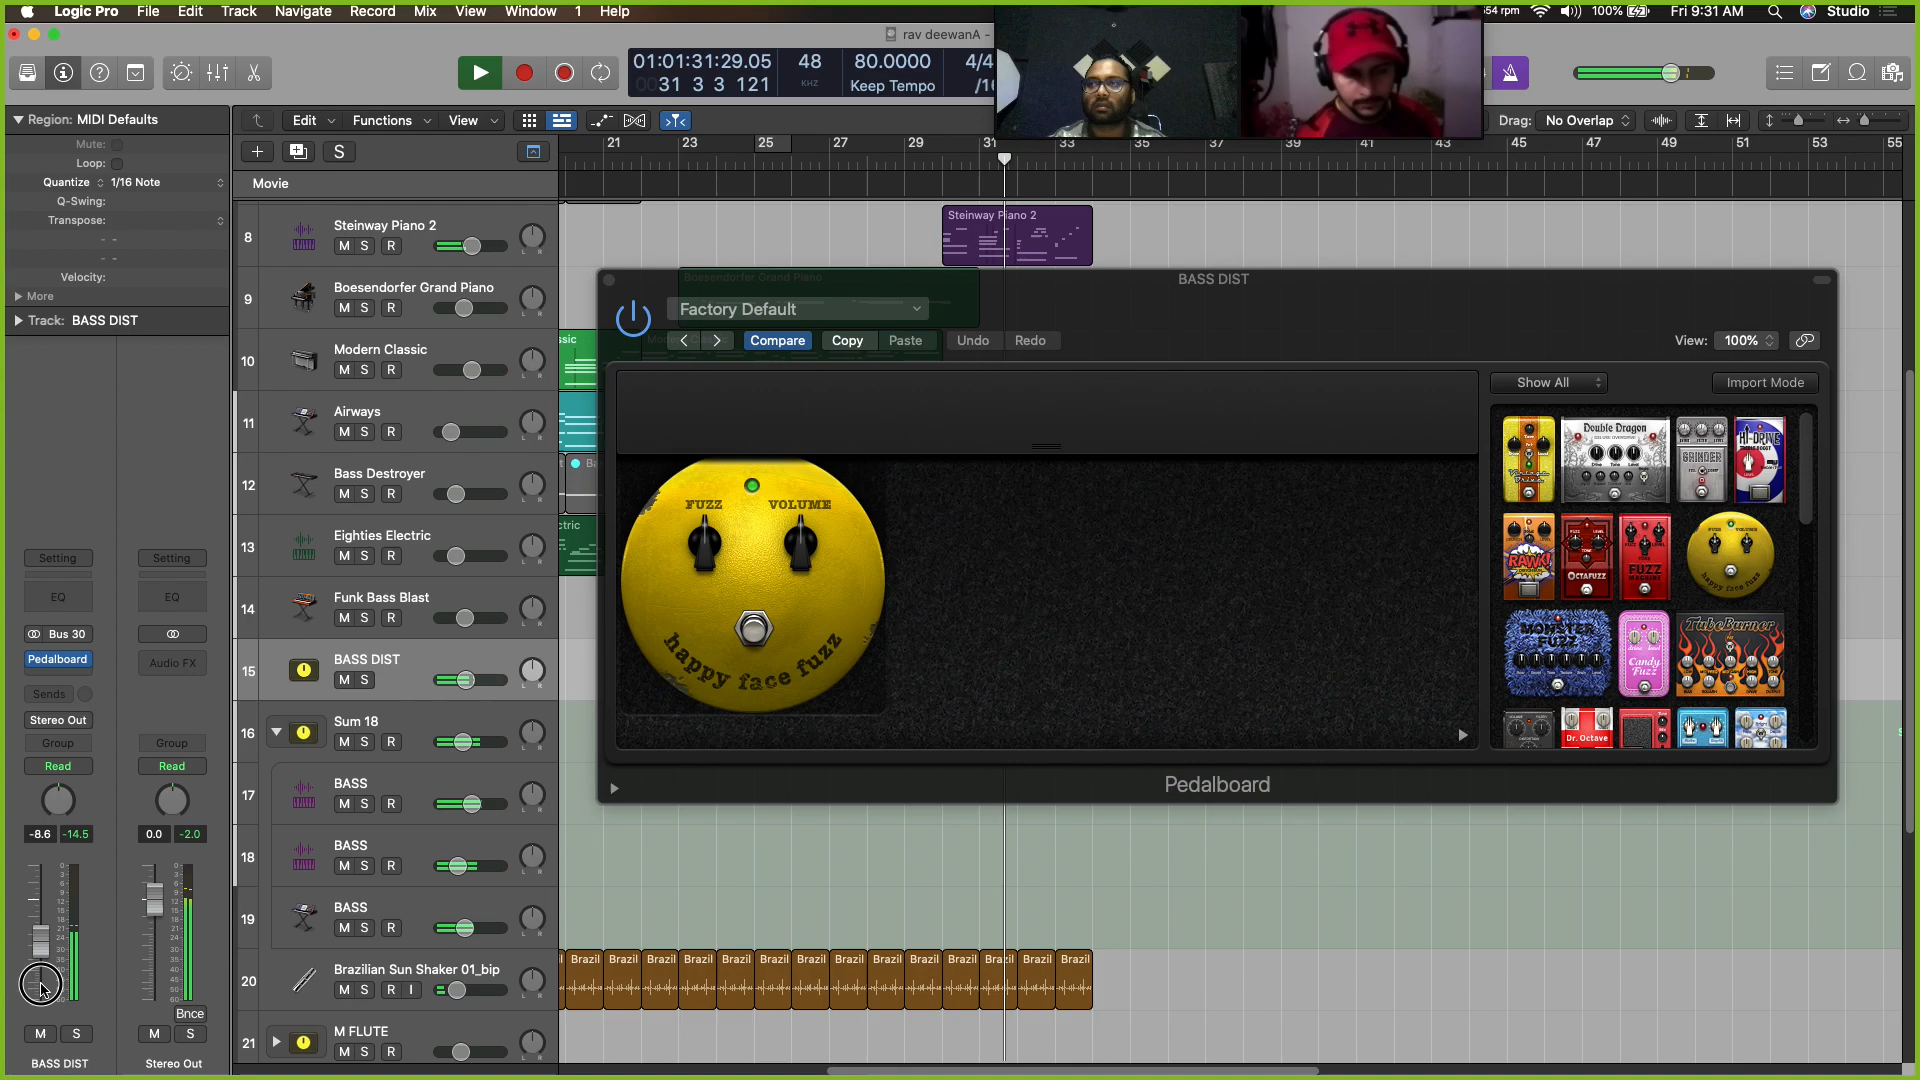 Logic Pro File Edit Track Navigate Record Mix View Window 1 Help
554 rpm 100% Fri 9:31 AM Studio
rav deewanA -
01:01:31:29.05 48 80.0000 4/4
31 3 3 121 KHZ Keep Tempo /16
Region: MIDI Defaults
Edit Functions View
Drag: No Overlap
Mute:
Loop:
Quantize 1/16 Note
Q-Swing:
Transpose:
Velocity:
More
Track: BASS DIST
S
21 23 25 27 29 31 33 35 37 39 41 43 45 47 49 51 53 55
Movie
8 Steinway Piano 2
M S R
Steinway Piano 2
9 Boesendorfer Grand Piano
M S R
Boesendorfer Grand Piano
10 Modern Classic
M S R
11 Airways
M S R
12 Bass Destroyer
M S R
13 Eighties Electric
M S R
14 Funk Bass Blast
M S R
15 BASS DIST
M S
16 Sum 18
M S R
17 BASS
M S R
18 BASS
M S R
19 BASS
M S R
20 Brazilian Sun Shaker 01_bip
M S R I
Brazil Brazil Brazil Brazil Brazil Brazil Brazil Brazil Brazil Brazil Brazil Brazil Brazil Brazil
21 M FLUTE
M S R
BASS DIST
Factory Default
Compare Copy Paste Undo Redo
View: 100%
Show All Import Mode
FUZZ VOLUME
happy face fuzz
Double Dragon
GRINDER
HI-DRIVE
Vintage Drive
RAWK!
OCTAFUZZ
FUZZ MACHINE
FUZZ VOLUME
happy face fuzz
MONSTER FUZZ
Candy Fuzz
TubeBurner
Dr. Octave
Pedalboard
Setting Setting
EQ EQ
Bus 30
Pedalboard Audio FX
Sends
Stereo Out
Group Group
Read Read
-8.6 -14.5 0.0 -2.0
Bnce
M S M S
BASS DIST Stereo Out